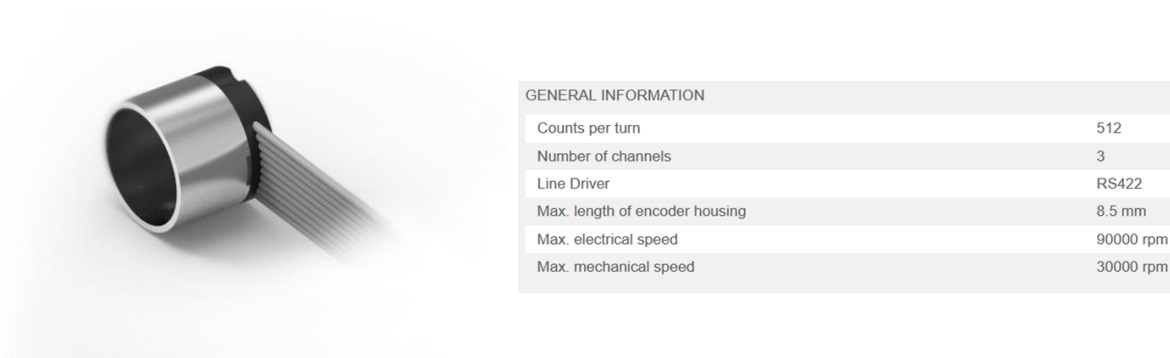 GENERAL INFORMATION
Counts per turn 512
Number of channels 3
Line Driver RS422
Max. length of encoder housing 8.5 mm
Max. electrical speed 90000 rpm
Max. mechanical speed 30000 rpm